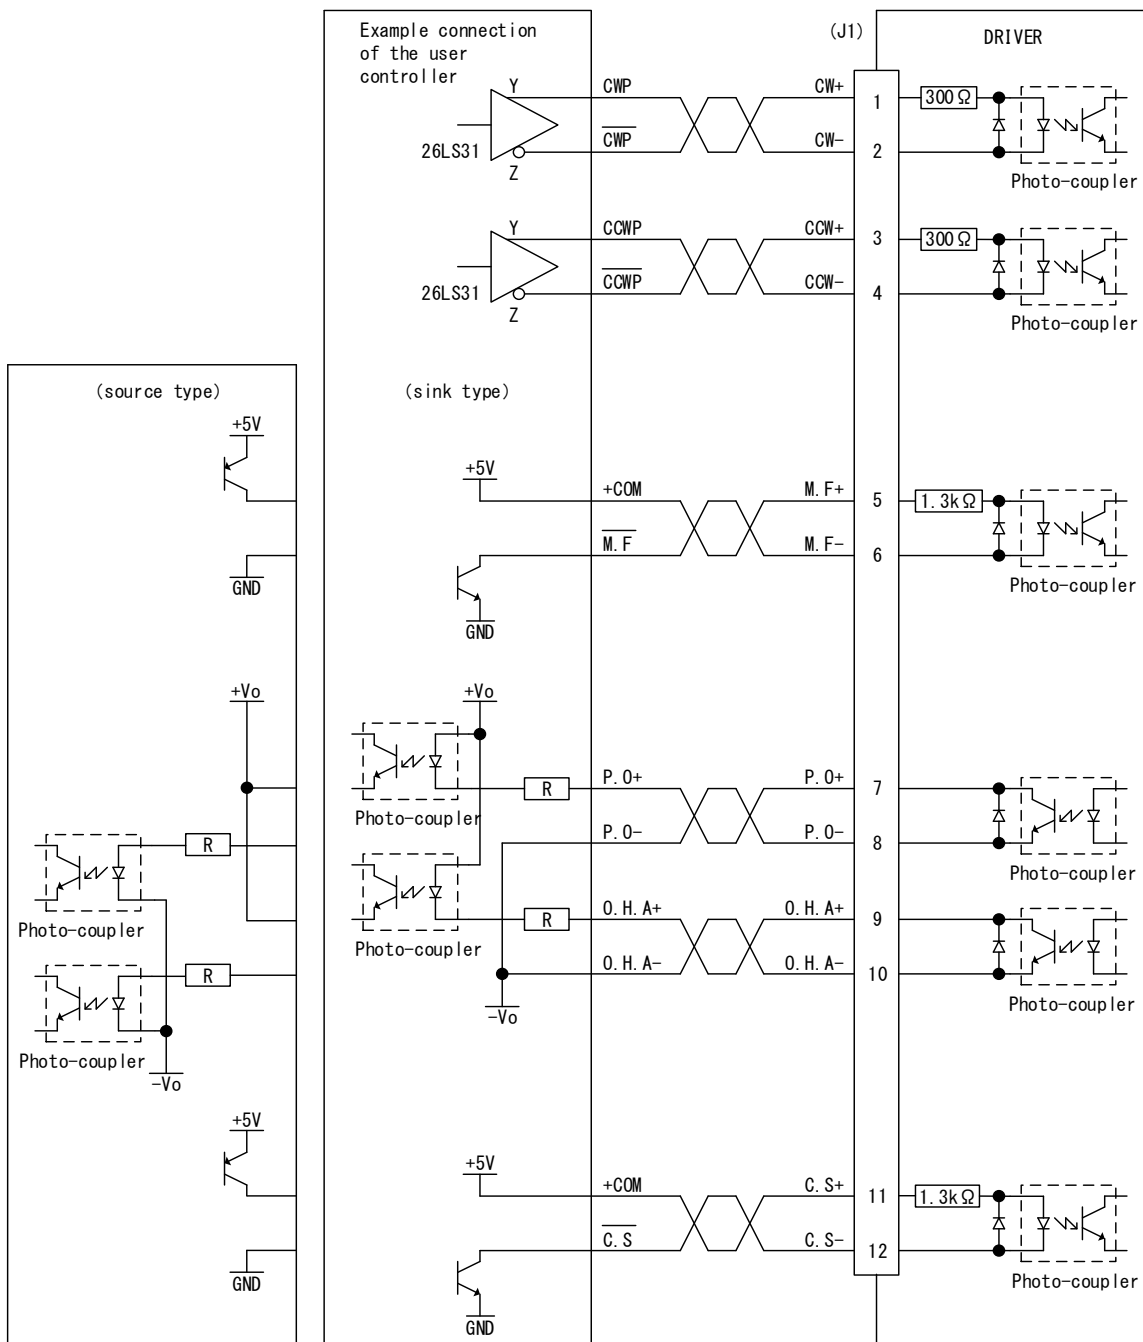 Example connection
of the user
controller
(J1)
DRIVER
Y
CWP
CW+
1
300Ω
26LS31
Z
C̅W̅P̅
CW-
2
Photo-coupler
Y
CCWP
CCW+
3
300Ω
26LS31
Z
C̅C̅W̅P̅
CCW-
4
Photo-coupler
(source type)
(sink type)
+5V
GND
+5V
+COM
M.F+
5
1.3kΩ
M̅.̅F̅
M.F-
6
GND
Photo-coupler
+Vo
R
Photo-coupler
R
Photo-coupler
-Vo
+Vo
Photo-coupler
R
P.O+
P.O+
7
P.O-
P.O-
8
Photo-coupler
Photo-coupler
R
O.H.A+
O.H.A+
9
O.H.A-
O.H.A-
10
-Vo
Photo-coupler
+5V
GND
+5V
+COM
C.S+
11
1.3kΩ
C̅.̅S̅
C.S-
12
GND
Photo-coupler